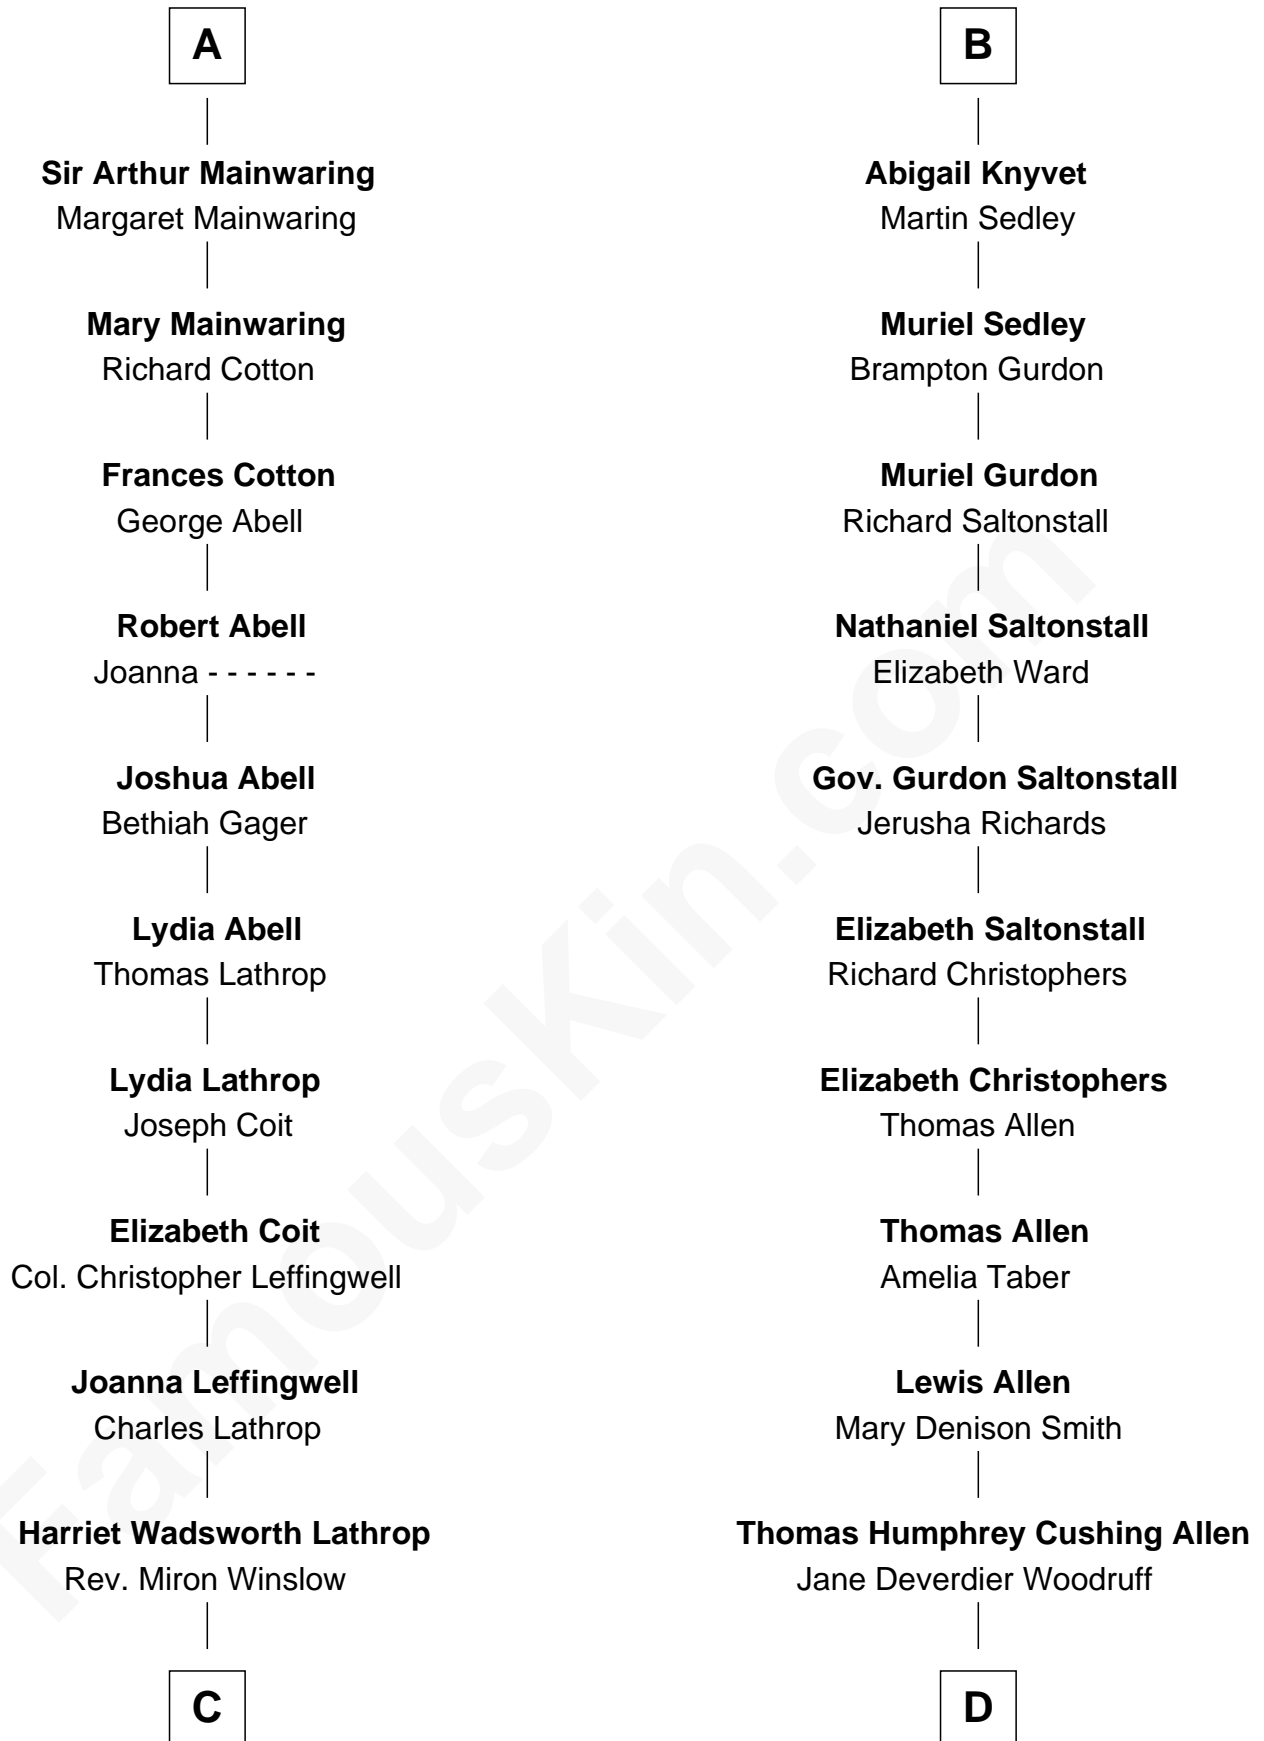 A
Sir Arthur Mainwaring
Margaret Mainwaring
Mary Mainwaring
Richard Cotton
Frances Cotton
George Abell
Robert Abell
Joanna - - - - - -
Joshua Abell
Bethiah Gager
Lydia Abell
Thomas Lathrop
Lydia Lathrop
Joseph Coit
Elizabeth Coit
Col. Christopher Leffingwell
Joanna Leffingwell
Charles Lathrop
Harriet Wadsworth Lathrop
Rev. Miron Winslow
C
B
Abigail Knyvet
Martin Sedley
Muriel Sedley
Brampton Gurdon
Muriel Gurdon
Richard Saltonstall
Nathaniel Saltonstall
Elizabeth Ward
Gov. Gurdon Saltonstall
Jerusha Richards
Elizabeth Saltonstall
Richard Christophers
Elizabeth Christophers
Thomas Allen
Thomas Allen
Amelia Taber
Lewis Allen
Mary Denison Smith
Thomas Humphrey Cushing Allen
Jane Deverdier Woodruff
D
FamousKin.com